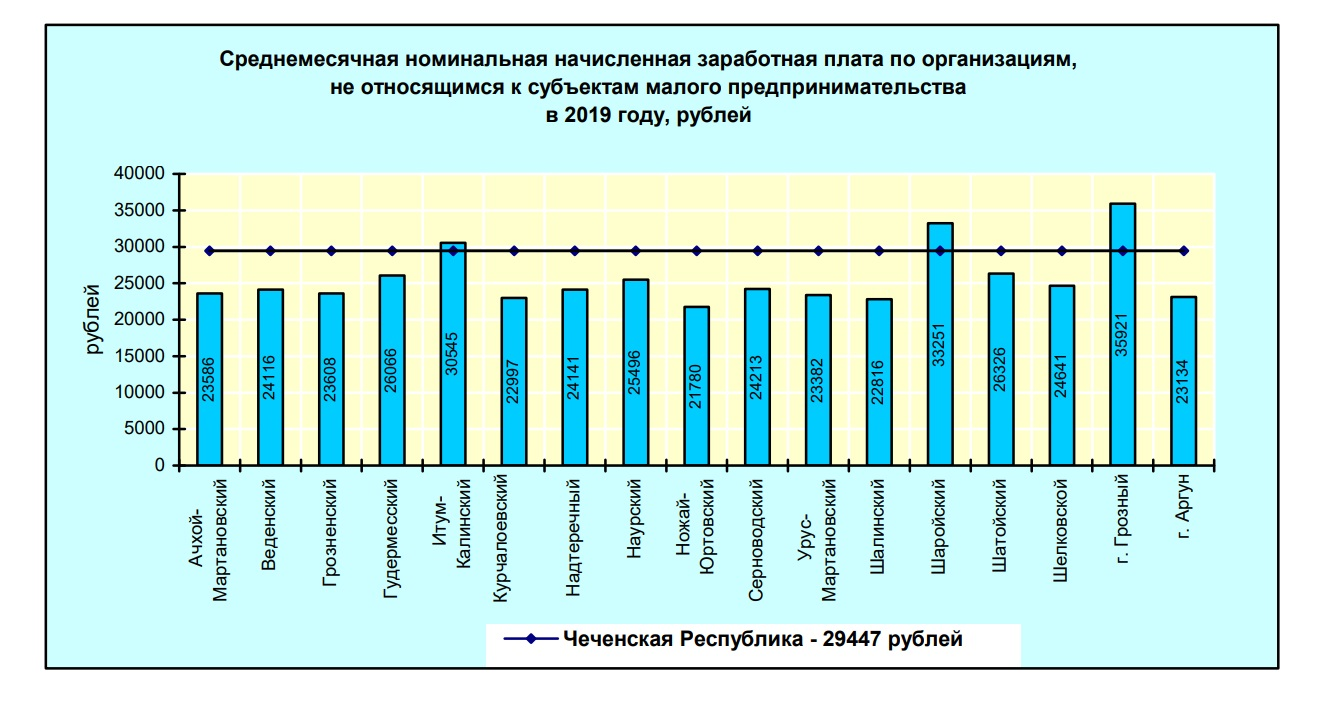 Среднемесячная номинальная начисленная заработная плата по организациям,
не относящимся к субъектам малого предпринимательства
в 2019 году, рублей
рублей
40000
35000
30000
25000
20000
15000
10000
5000
0
23586
24116
23608
26066
30545
22997
24141
25496
21780
24213
23382
22816
33251
26326
24641
35921
23134
Ачхой-
Мартановский
Веденский
Грозненский
Гудермесский
Итум-
Калинский
Курчалоевский
Надтеречный
Наурский
Ножай-
Юртовский
Серноводский
Урус-
Мартановский
Шалинский
Шаройский
Шатойский
Шелковской
г. Грозный
г. Аргун
Чеченская Республика - 29447 рублей